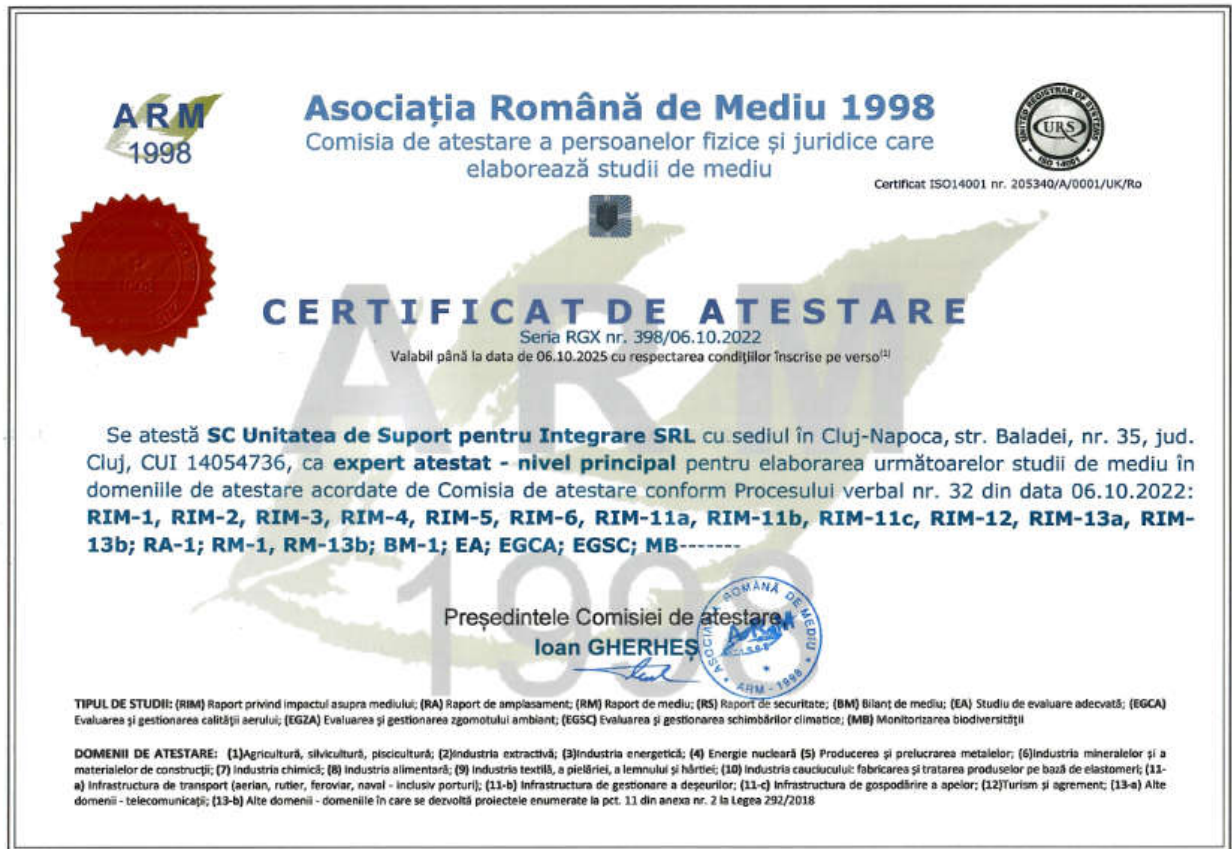 ARM
1998
Asociația Română de Mediu 1998
Comisia de atestare a persoanelor fizice și juridice care
elaborează studii de mediu
UNITED REGISTRAR OF SYSTEMS
URS
ISO 14001
Certificat ISO14001 nr. 205340/A/0001/UK/Ro
CERTIFICAT DE ATESTARE
Seria RGX nr. 398/06.10.2022
Valabil până la data de 06.10.2025 cu respectarea condițiilor înscrise pe verso(1)
Se atestă SC Unitatea de Suport pentru Integrare SRL cu sediul în Cluj-Napoca, str. Baladei, nr. 35, jud.
Cluj, CUI 14054736, ca expert atestat - nivel principal pentru elaborarea următoarelor studii de mediu în
domeniile de atestare acordate de Comisia de atestare conform Procesului verbal nr. 32 din data 06.10.2022:
RIM-1, RIM-2, RIM-3, RIM-4, RIM-5, RIM-6, RIM-11a, RIM-11b, RIM-11c, RIM-12, RIM-13a, RIM-
13b; RA-1; RM-1, RM-13b; BM-1; EA; EGCA; EGSC; MB-------
ARM
1998
Președintele Comisiei de atestare
Ioan GHERHEȘ
ASOCIAȚIA ROMÂNĂ DE MEDIU
ARM
ARM - 1998
TIPUL DE STUDII: (RIM) Raport privind impactul asupra mediului; (RA) Raport de amplasament; (RM) Raport de mediu; (RS) Raport de securitate; (BM) Bilanț de mediu; (EA) Studiu de evaluare adecvată; (EGCA)
Evaluarea și gestionarea calității aerului; (EGZA) Evaluarea și gestionarea zgomotului ambiant; (EGSC) Evaluarea și gestionarea schimbărilor climatice; (MB) Monitorizarea biodiversității
DOMENII DE ATESTARE: (1)Agricultură, silvicultură, piscicultură; (2)Industria extractivă; (3)Industria energetică; (4) Energie nucleară (5) Producerea și prelucrarea metalelor; (6)Industria mineralelor și a
materialelor de construcții; (7) Industria chimică; (8) Industria alimentară; (9) Industria textilă, a pielăriei, a lemnului și hârtiei; (10) Industria cauciucului: fabricarea și tratarea produselor pe bază de elastomeri; (11-
a) Infrastructura de transport (aerian, rutier, feroviar, naval - inclusiv porturi); (11-b) Infrastructura de gestionare a deșeurilor; (11-c) Infrastructura de gospodărire a apelor; (12)Turism și agrement; (13-a) Alte
domenii - telecomunicații; (13-b) Alte domenii - domeniile în care se dezvoltă proiectele enumerate la pct. 11 din anexa nr. 2 la Legea 292/2018